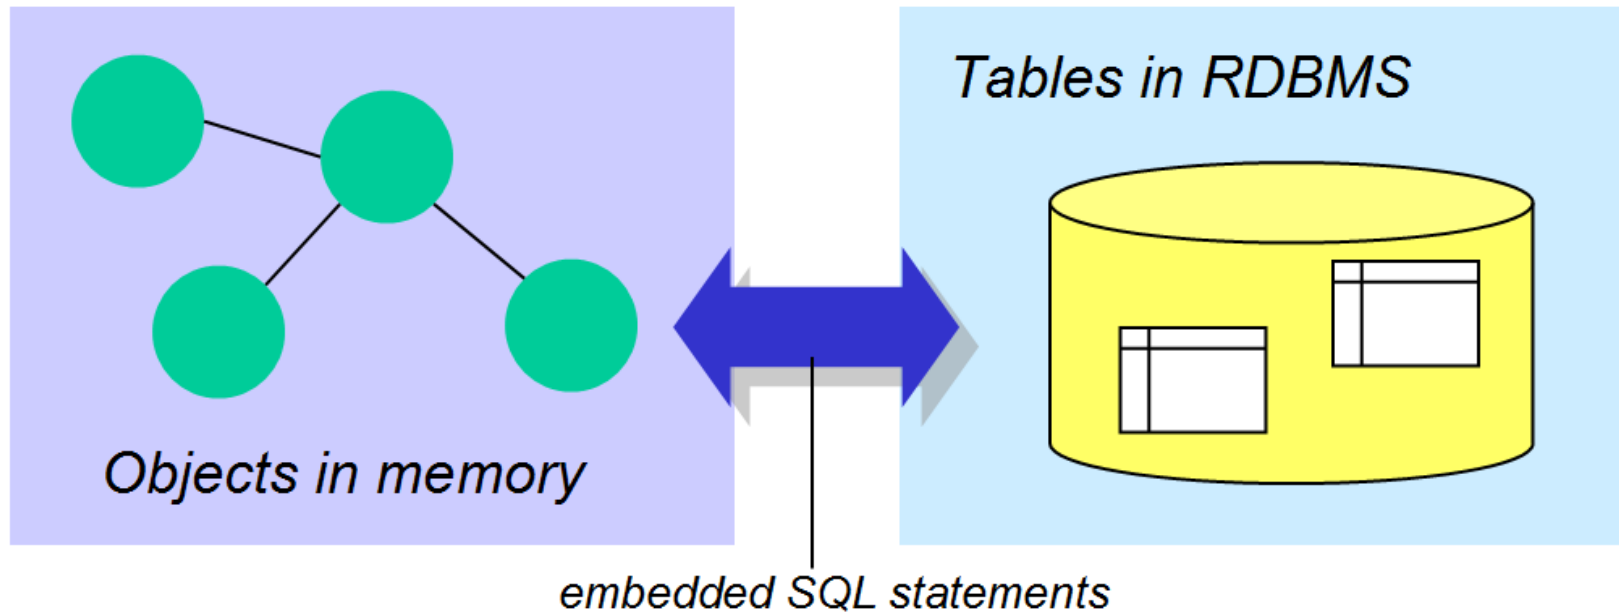 Tables in RDBMS
Objects in memory
embedded SQL statements